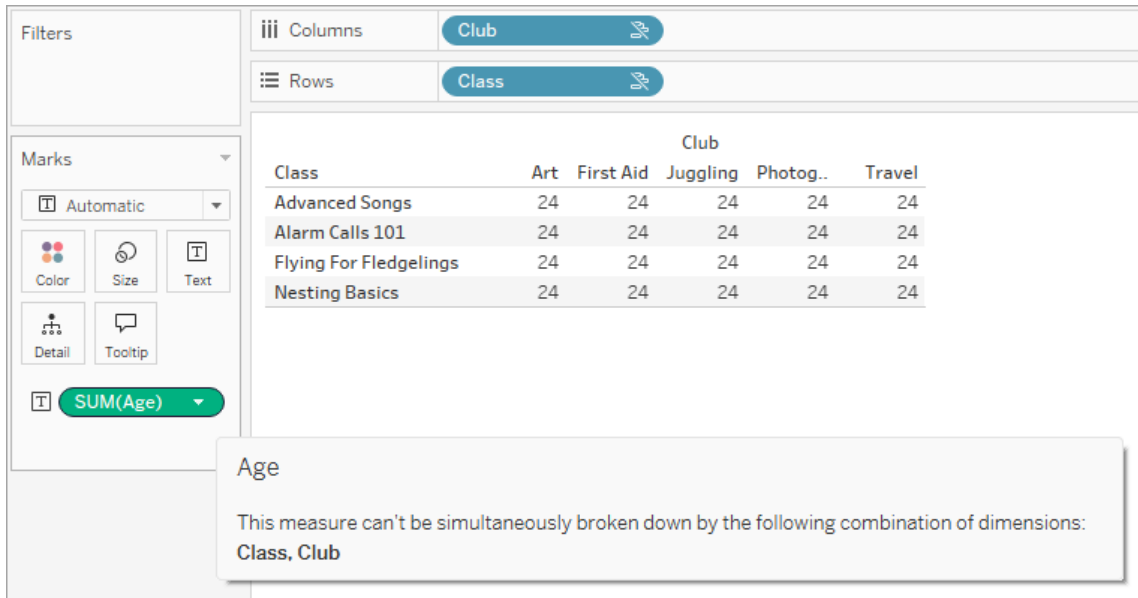 Filters
Columns
Club
Rows
Class
Marks
Automatic
Color Size Text
Detail Tooltip
SUM(Age)
Club
Class Art First Aid Juggling Photog.. Travel
Advanced Songs 24 24 24 24 24
Alarm Calls 101 24 24 24 24 24
Flying For Fledgelings 24 24 24 24 24
Nesting Basics 24 24 24 24 24
Age
This measure can't be simultaneously broken down by the following combination of dimensions:
Class, Club